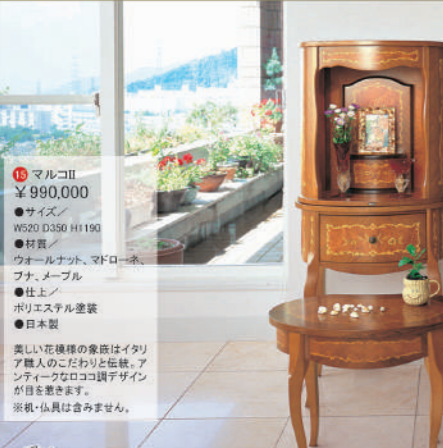 15 マルコⅡ
￥990,000
●サイズ／
W520 D350 H1190
●材質／
ウォールナット、マドローネ、
ブナ、メープル
●仕上／
ポリエステル塗装
●日本製
美しい花模様の象嵌はイタリ
ア職人のこだわりと伝統。ア
ンティークなロココ調デザイン
が目を惹きます。
※机・仏具は含みません。